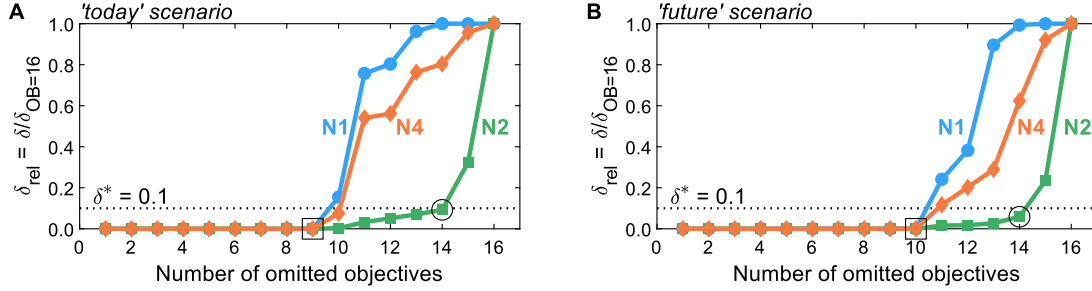 A
'today' scenario
δrel = δ/δOB=16
1.0
0.8
0.6
0.4
0.2
0.0
N1
N4
N2
δ* = 0.1
0 2 4 6 8 10 12 14 16
Number of omitted objectives
B
'future' scenario
δrel = δ/δOB=16
1.0
0.8
0.6
0.4
0.2
0.0
N1
N4
N2
δ* = 0.1
0 2 4 6 8 10 12 14 16
Number of omitted objectives